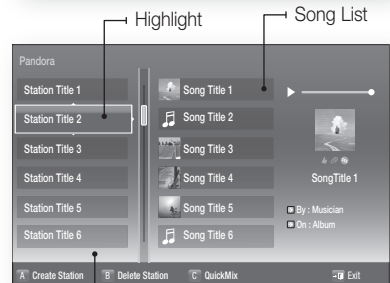 Highlight
Song List
Pandora
Station Title 1
Station Title 2
Station Title 3
Station Title 4
Station Title 5
Station Title 6
Song Title 1
Song Title 2
Song Title 3
Song Title 4
Song Title 5
Song Title 6
SongTitle 1
By : Musician
On : Album
A Create Station B Delete Station C QuickMix Exit